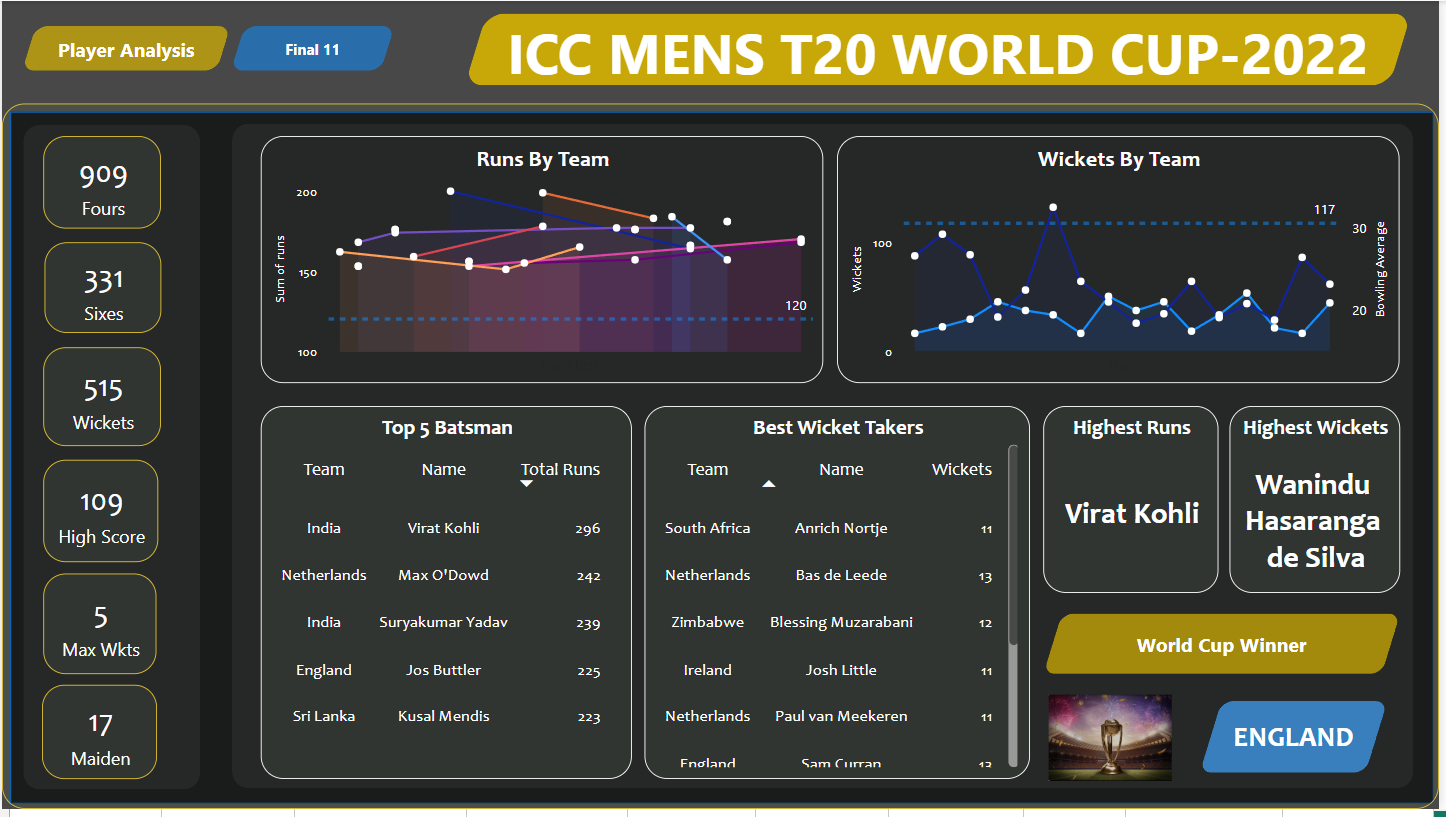 Player Analysis
Final 11
ICC MENS T20 WORLD CUP-2022
909
Fours
331
Sixes
515
Wickets
109
High Score
5
Max Wkts
17
Maiden
Runs By Team
Sum of runs
200
150
100
120
Wickets By Team
Wickets
100
0
117
30
20
Bowling Average
Top 5 Batsman
Team Name Total Runs
India Virat Kohli 296
Netherlands Max O'Dowd 242
India Suryakumar Yadav 239
England Jos Buttler 225
Sri Lanka Kusal Mendis 223
Best Wicket Takers
Team Name Wickets
South Africa Anrich Nortje 11
Netherlands Bas de Leede 13
Zimbabwe Blessing Muzarabani 12
Ireland Josh Little 11
Netherlands Paul van Meekeren 11
England Sam Curran 13
Highest Runs
Virat Kohli
Highest Wickets
Wanindu
Hasaranga
de Silva
World Cup Winner
ENGLAND